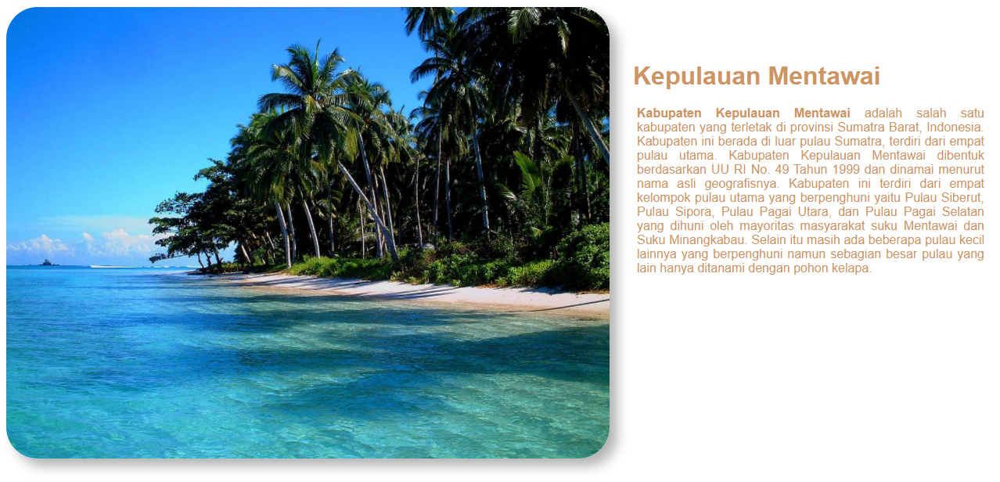 Kepulauan Mentawai
Kabupaten Kepulauan Mentawai adalah salah satu
kabupaten yang terletak di provinsi Sumatra Barat, Indonesia.
Kabupaten ini berada di luar pulau Sumatra, terdiri dari empat
pulau utama. Kabupaten Kepulauan Mentawai dibentuk
berdasarkan UU RI No. 49 Tahun 1999 dan dinamai menurut
nama asli geografisnya. Kabupaten ini terdiri dari empat
kelompok pulau utama yang berpenghuni yaitu Pulau Siberut,
Pulau Sipora, Pulau Pagai Utara, dan Pulau Pagai Selatan
yang dihuni oleh mayoritas masyarakat suku Mentawai dan
Suku Minangkabau. Selain itu masih ada beberapa pulau kecil
lainnya yang berpenghuni namun sebagian besar pulau yang
lain hanya ditanami dengan pohon kelapa.